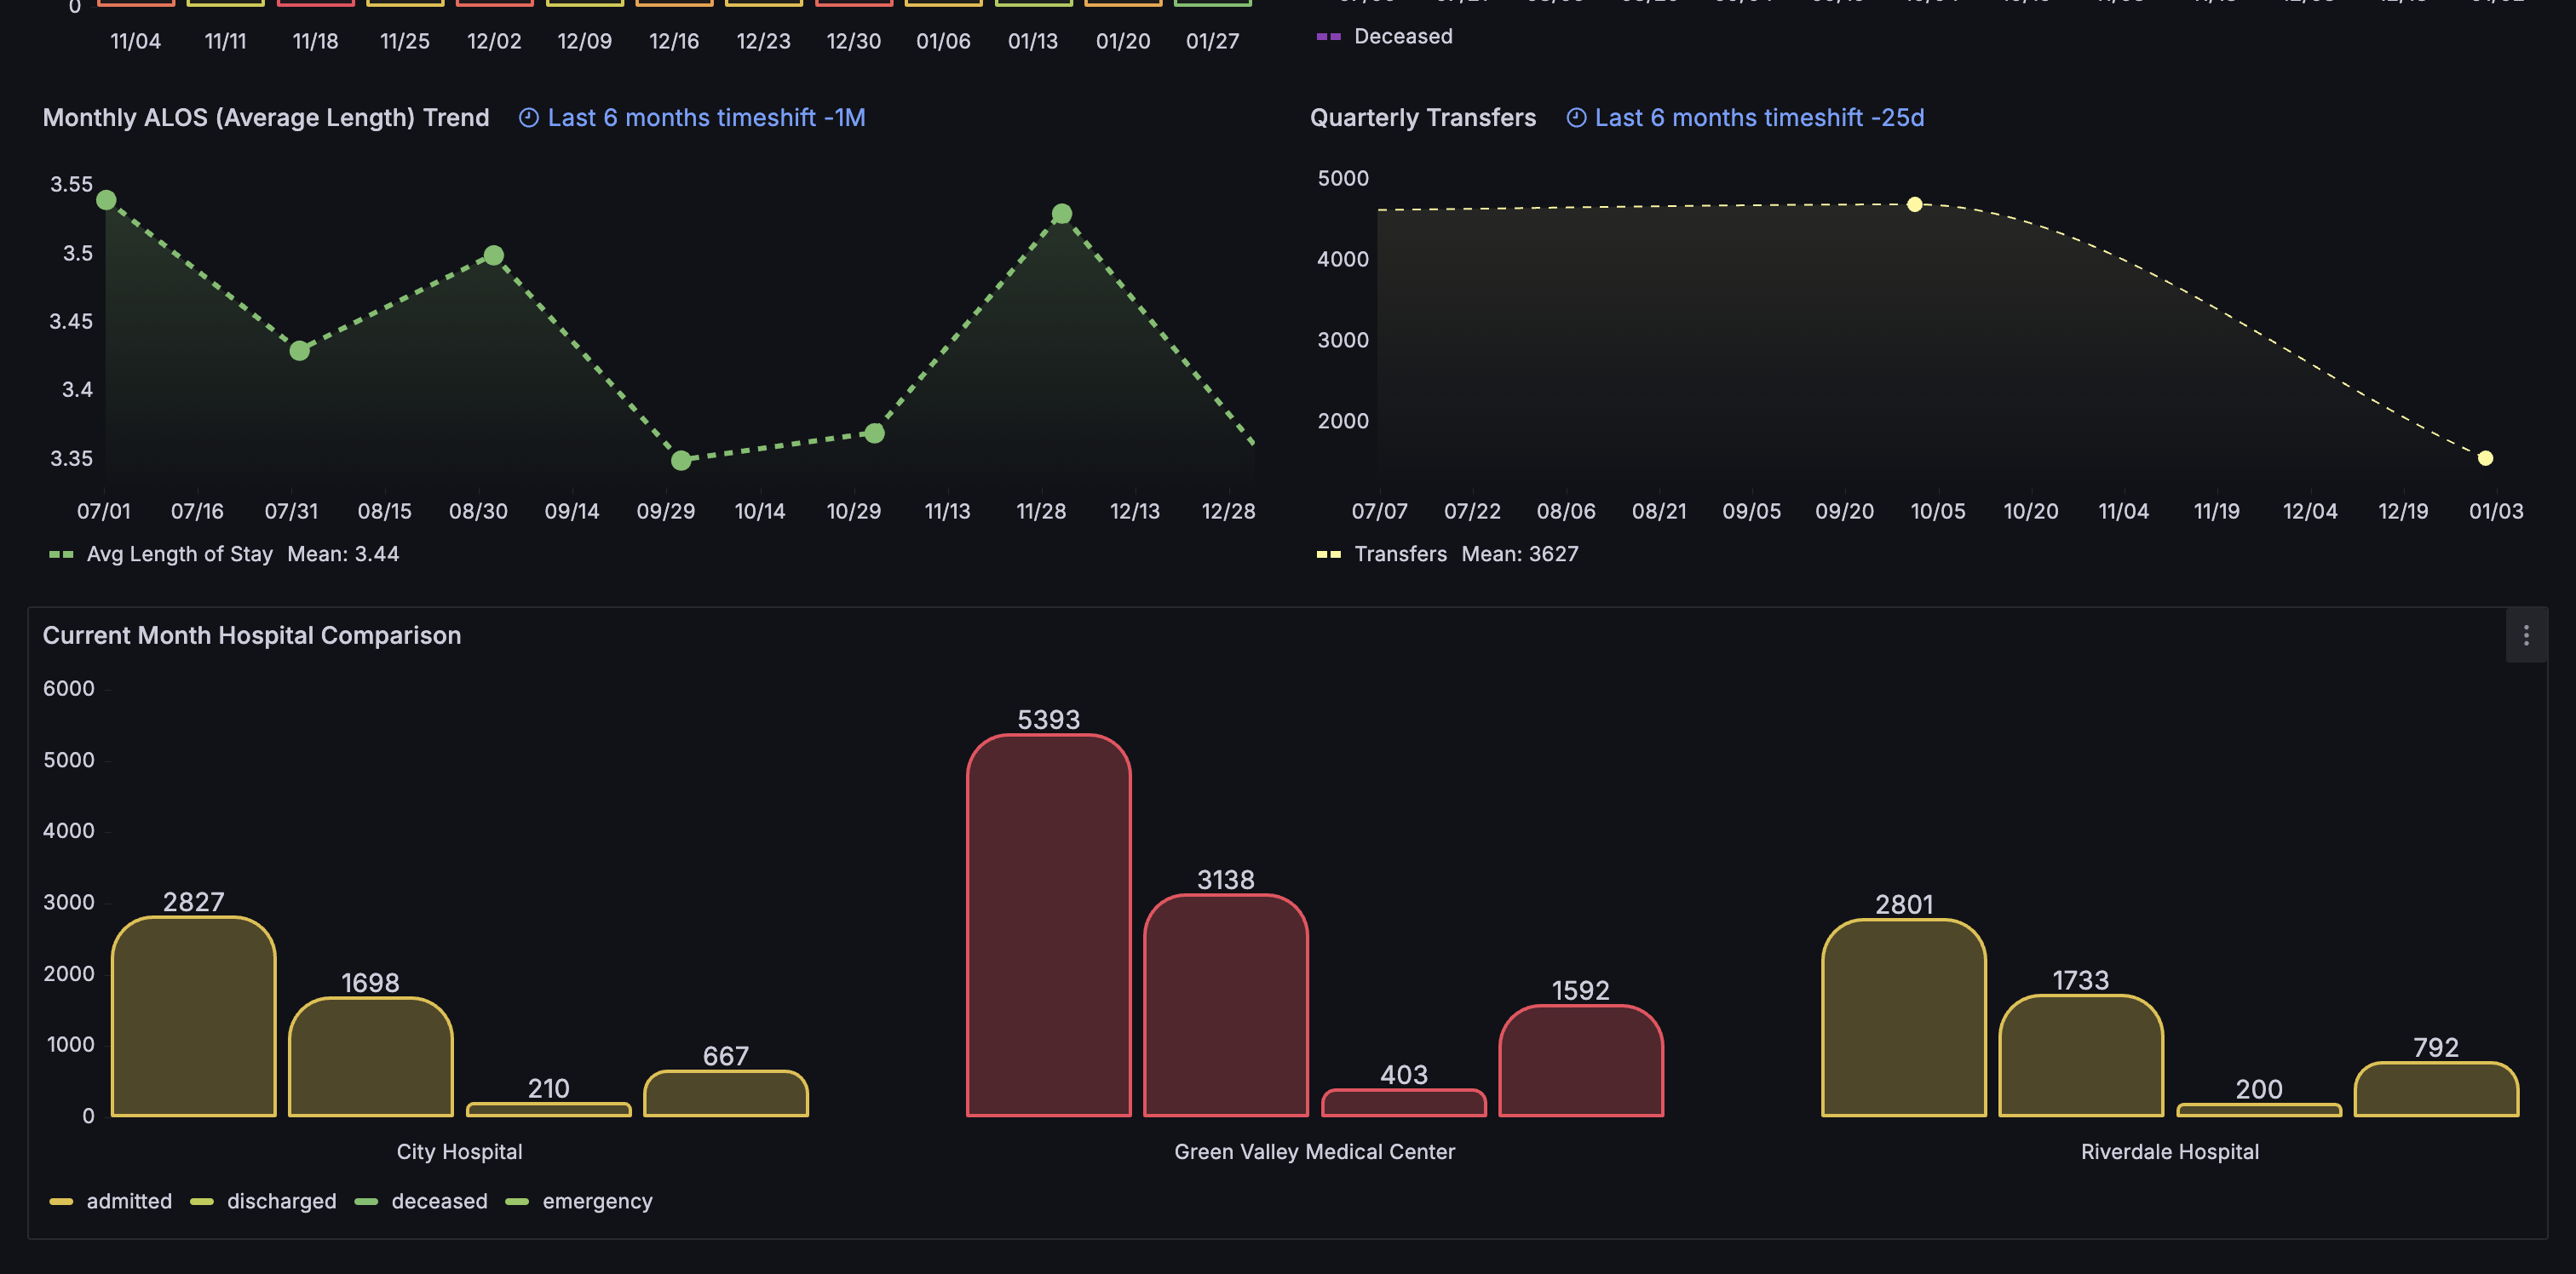 0
11/04 11/11 11/18 11/25 12/02 12/09 12/16 12/23 12/30 01/06 01/13 01/20 01/27
Deceased
Monthly ALOS (Average Length) Trend Last 6 months timeshift -1M
3.55
3.5
3.45
3.4
3.35
07/01 07/16 07/31 08/15 08/30 09/14 09/29 10/14 10/29 11/13 11/28 12/13 12/28
Avg Length of Stay Mean: 3.44
Quarterly Transfers Last 6 months timeshift -25d
5000
4000
3000
2000
07/07 07/22 08/06 08/21 09/05 09/20 10/05 10/20 11/04 11/19 12/04 12/19 01/03
Transfers Mean: 3627
Current Month Hospital Comparison
6000
5000
4000
3000
2000
1000
0
2827 1698 210 667
5393 3138 403 1592
2801 1733 200 792
City Hospital Green Valley Medical Center Riverdale Hospital
admitted discharged deceased emergency